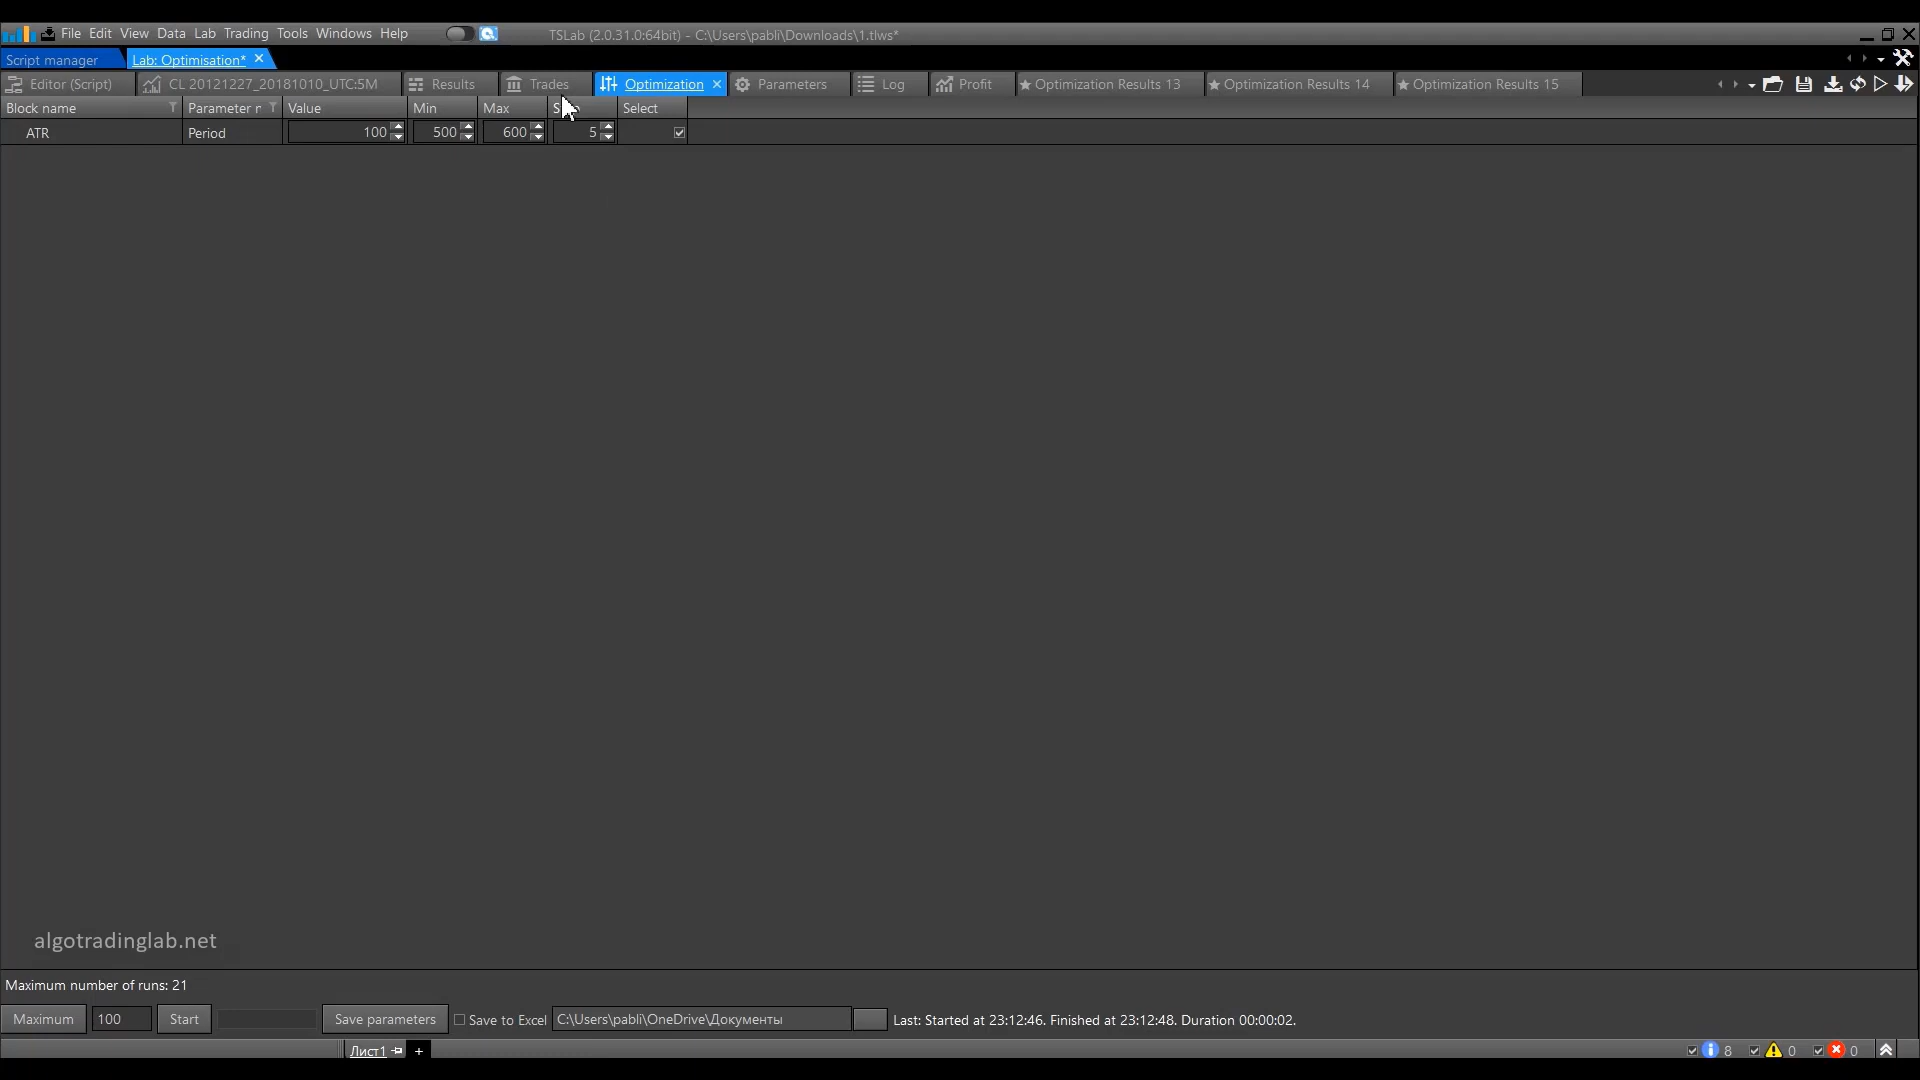 File Edit View Data Lab Trading Tools Windows Help TSLab (2.0.31.0:64bit) - C:\Users\pabli\Downloads\1.tlws*
Script manager Lab: Optimisation*
Editor (Script) CL 20121227_20181010_UTC:5M Results Trades Optimization Parameters Log Profit Optimization Results 13 Optimization Results 14 Optimization Results 15
Block name Parameter Value Min Max Select
ATR Period 100 500 600 5
algotradinglab.net
Maximum number of runs: 21
Maximum 100 Start Save parameters Save to Excel C:\Users\pabli\OneDrive\Документы Last: Started at 23:12:46. Finished at 23:12:48. Duration 00:00:02.
Лист1 + 8 0 0